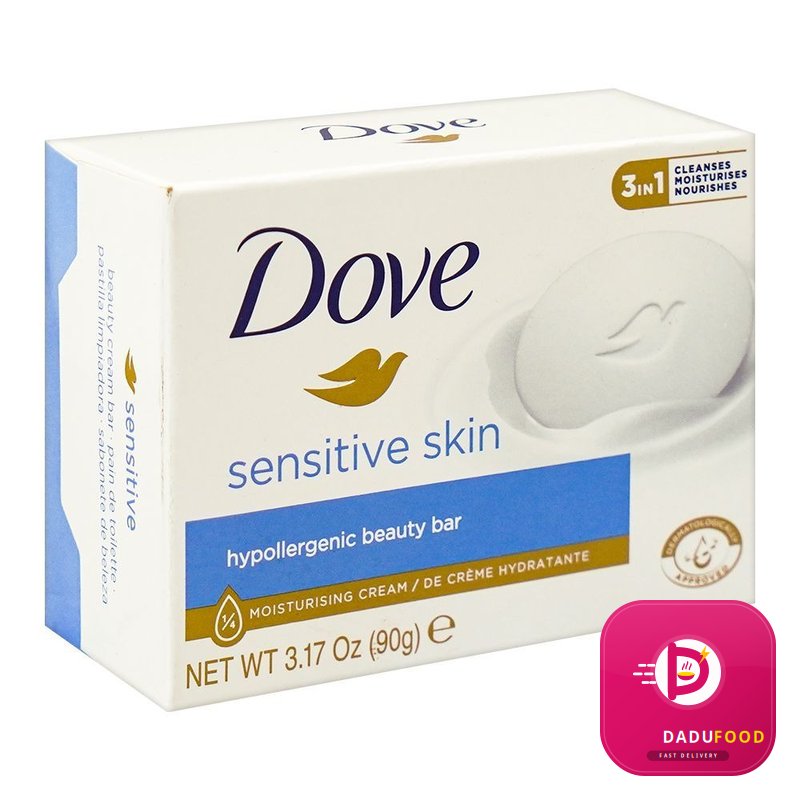 Dove
3IN1
CLEANSES
MOISTURISES
NOURISHES
Dove
sensitive skin
hypollergenic beauty bar
1/4
MOISTURISING CREAM / DE CRÈME HYDRATANTE
NET WT 3.17 Oz (90g) ℮
DERMATOLOGICALLY
APPROVED
sensitive
beauty cream bar · pain de toilette ·
pastilla limpiadora · sabonete de beleza
DADUFOOD
FAST DELIVERY